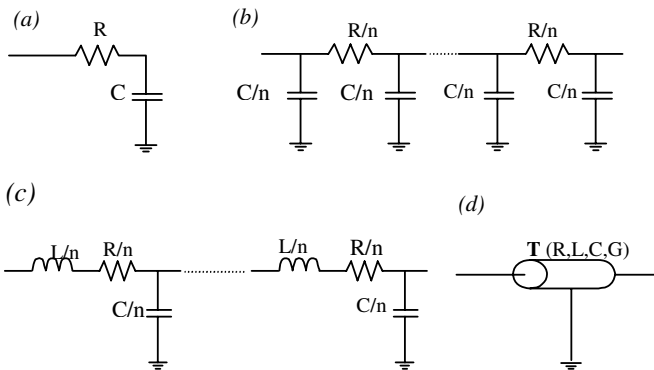 (a)
R
C
(b)
R/n
R/n
C/n
C/n
C/n
C/n
(c)
L/n
R/n
L/n
R/n
C/n
C/n
(d)
T (R,L,C,G)